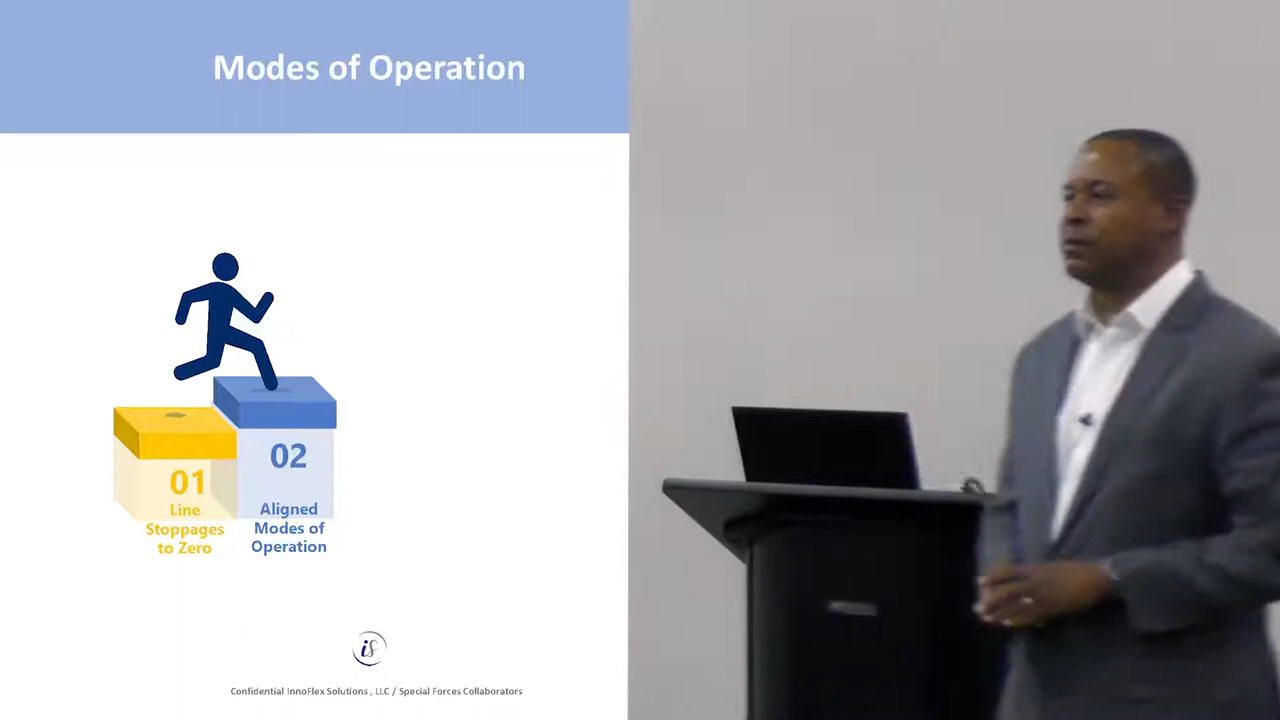 Modes of Operation
01
Line
Stoppages
to Zero
02
Aligned
Modes of
Operation
is
Confidential InnoFlex Solutions , LLC / Special Forces Collaborators